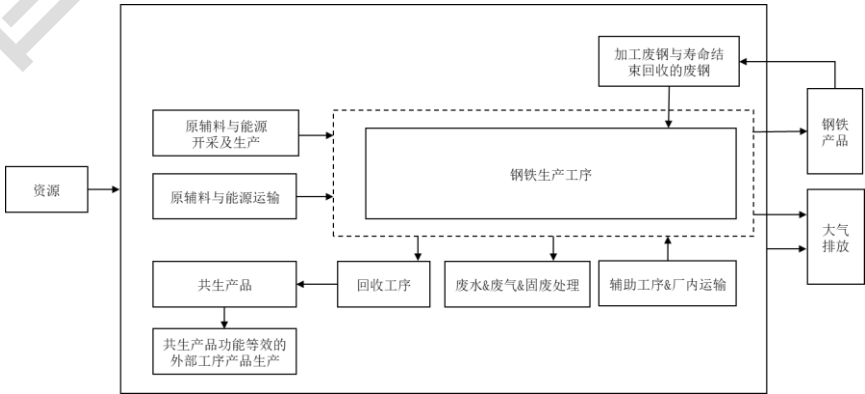 加工废钢与寿命结
束回收的废钢
原辅料与能源
开采及生产
钢铁
产品
钢铁生产工序
资源
原辅料与能源运输
大气
排放
共生产品
回收工序
废水&废气&固废处理
辅助工序&厂内运输
共生产品功能等效的
外部工序产品生产